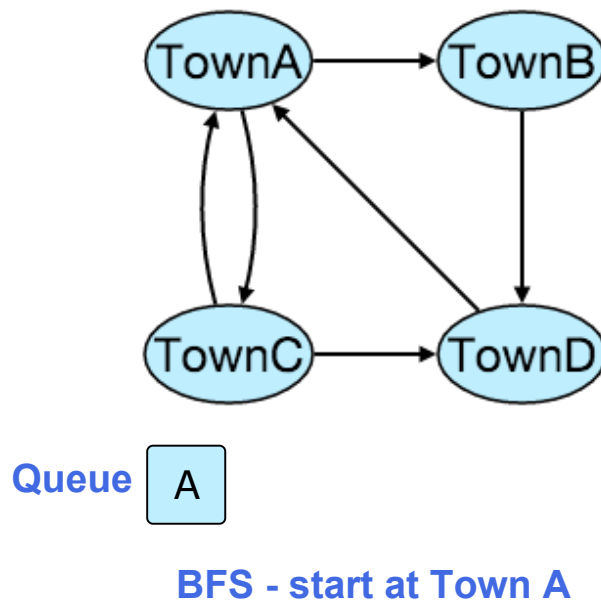 TownA
TownB
TownC
TownD
Queue A
BFS - start at Town A